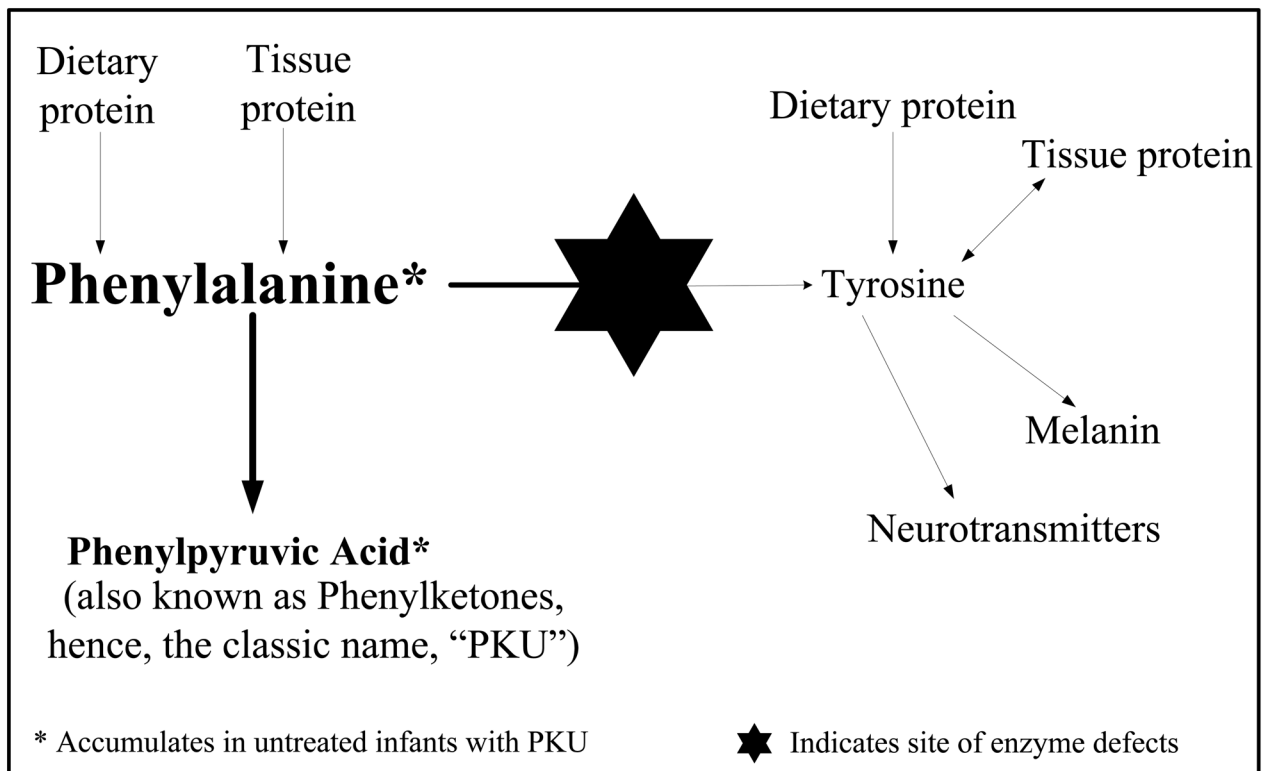 Dietary
protein
Tissue
protein
Dietary protein
Tissue protein
Phenylalanine*
Tyrosine
Melanin
Neurotransmitters
Phenylpyruvic Acid*
(also known as Phenylketones,
hence, the classic name, “PKU”)
* Accumulates in untreated infants with PKU
Indicates site of enzyme defects